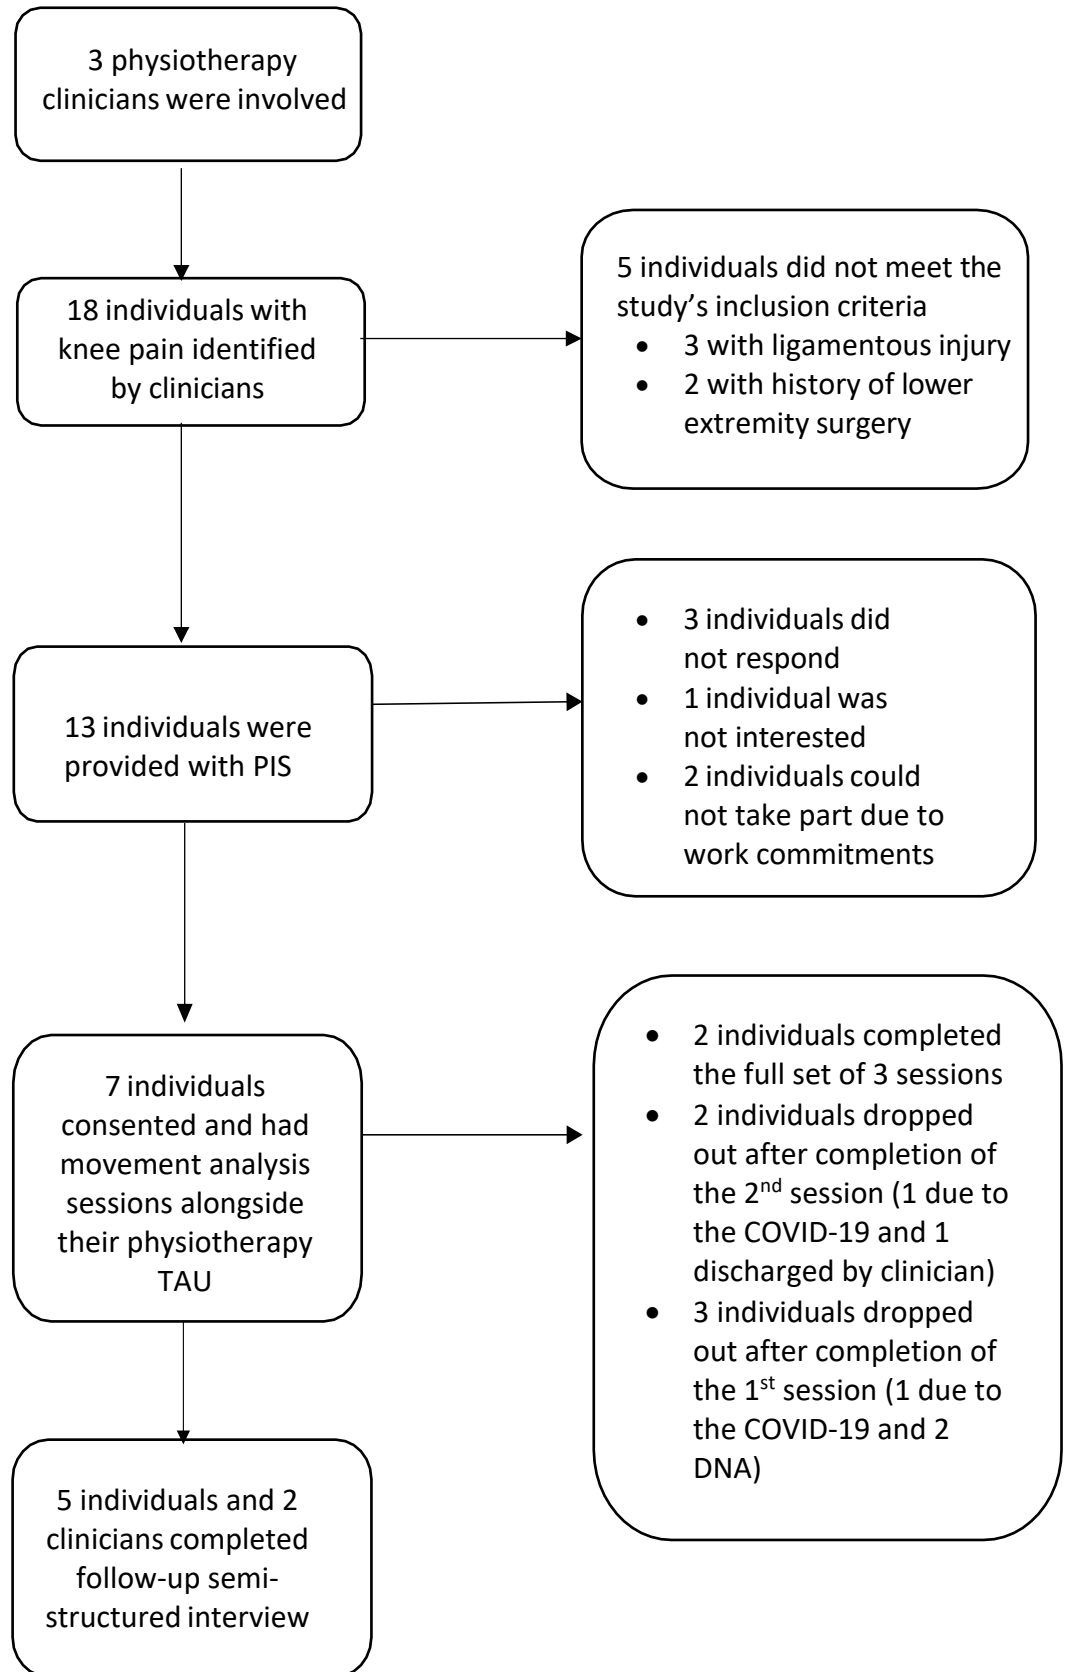 3 physiotherapy
clinicians were involved
18 individuals with
knee pain identified
by clinicians
5 individuals did not meet the
study’s inclusion criteria
• 3 with ligamentous injury
• 2 with history of lower
extremity surgery
13 individuals were
provided with PIS
• 3 individuals did
not respond
• 1 individual was
not interested
• 2 individuals could
not take part due to
work commitments
7 individuals
consented and had
movement analysis
sessions alongside
their physiotherapy
TAU
• 2 individuals completed
the full set of 3 sessions
• 2 individuals dropped
out after completion of
the 2nd session (1 due to
the COVID-19 and 1
discharged by clinician)
• 3 individuals dropped
out after completion of
the 1st session (1 due to
the COVID-19 and 2
DNA)
5 individuals and 2
clinicians completed
follow-up semi-
structured interview